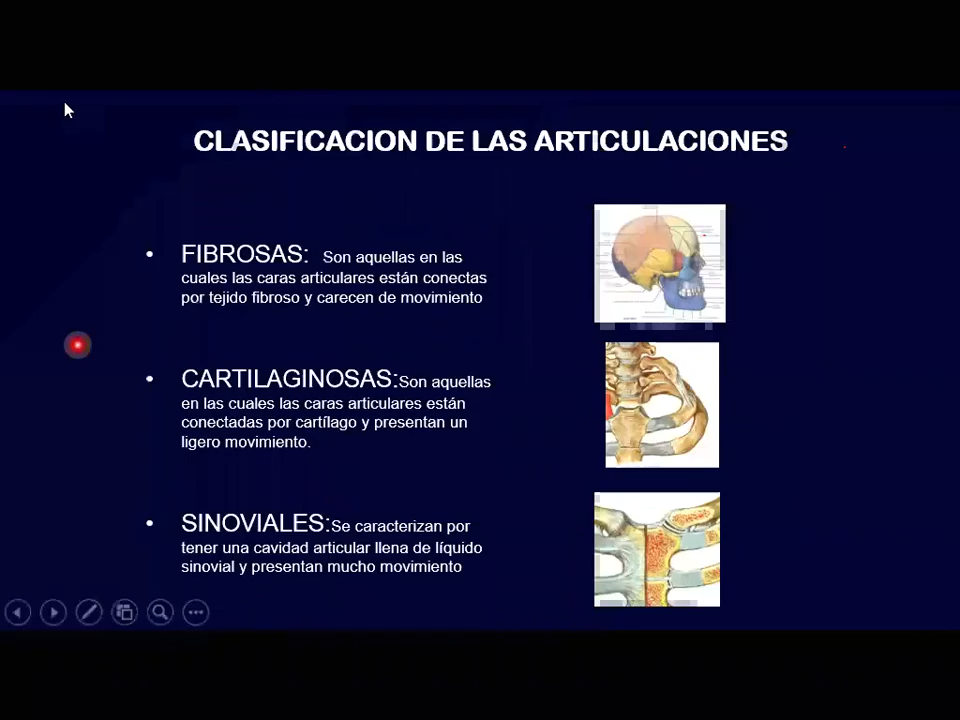 CLASIFICACION DE LAS ARTICULACIONES
• FIBROSAS: Son aquellas en las
cuales las caras articulares están conectas
por tejido fibroso y carecen de movimiento
• CARTILAGINOSAS:Son aquellas
en las cuales las caras articulares están
conectadas por cartílago y presentan un
ligero movimiento.
• SINOVIALES:Se caracterizan por
tener una cavidad articular llena de líquido
sinovial y presentan mucho movimiento